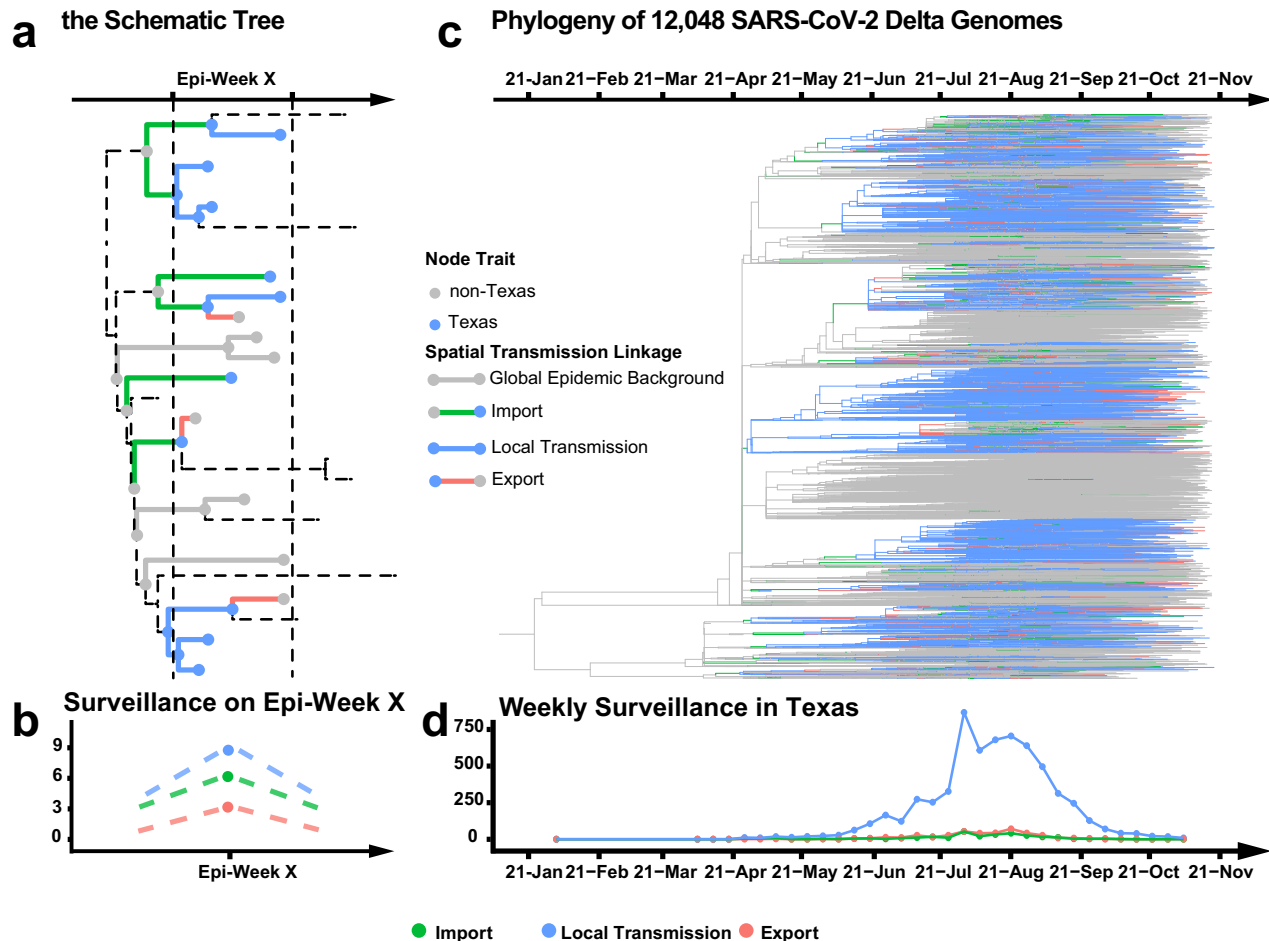 a the Schematic Tree
Epi-Week X
c Phylogeny of 12,048 SARS-CoV-2 Delta Genomes
21-Jan 21−Feb 21−Mar 21−Apr 21−May 21−Jun 21−Jul 21−Aug 21−Sep 21−Oct 21−Nov
Node Trait
non-Texas
Texas
Spatial Transmission Linkage
Global Epidemic Background
Import
Local Transmission
Export
b Surveillance on Epi-Week X
9
6
3
0
Epi-Week X
d Weekly Surveillance in Texas
750
500
250
0
21-Jan 21−Feb 21−Mar 21−Apr 21−May 21−Jun 21−Jul 21−Aug 21−Sep 21−Oct 21−Nov
Import Local Transmission Export